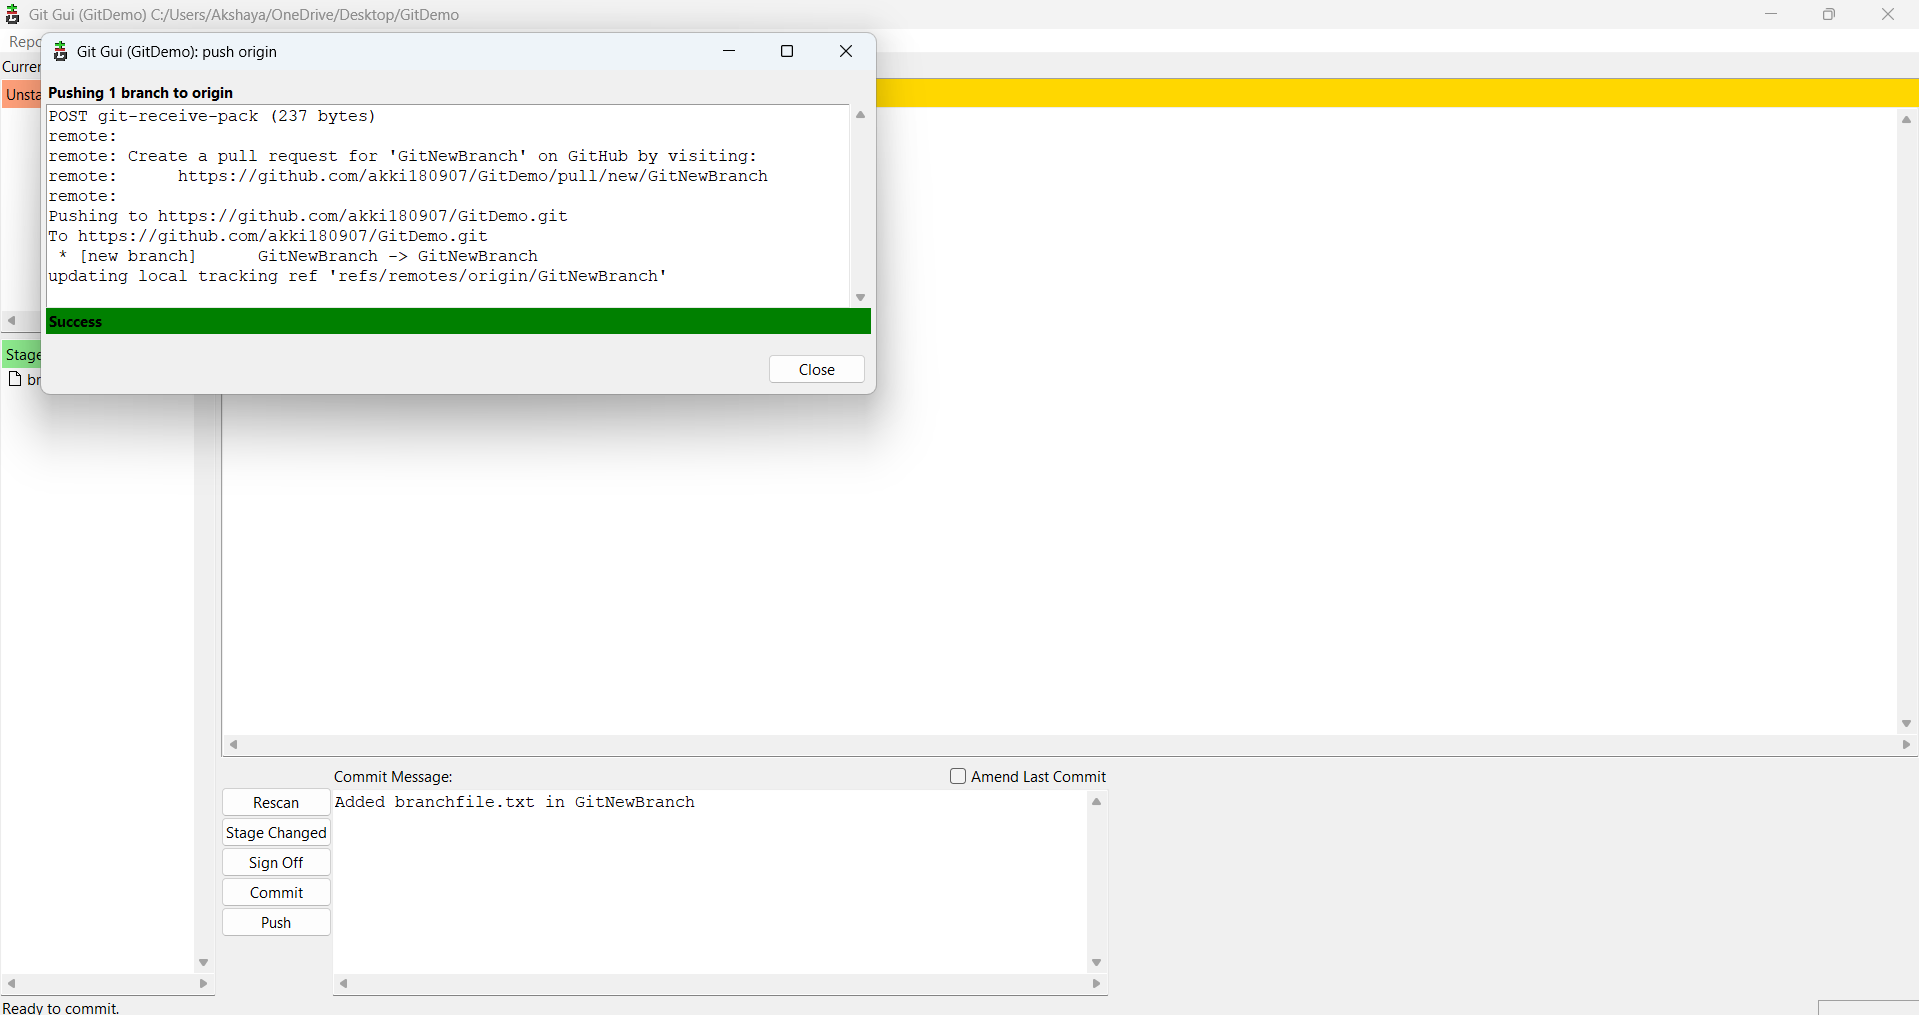 Git Gui (GitDemo) C:/Users/Akshaya/OneDrive/Desktop/GitDemo
Git Gui (GitDemo): push origin
Pushing 1 branch to origin
POST git-receive-pack (237 bytes)
remote:
remote: Create a pull request for 'GitNewBranch' on GitHub by visiting:
remote:      https://github.com/akki180907/GitDemo/pull/new/GitNewBranch
remote:
Pushing to https://github.com/akki180907/GitDemo.git
To https://github.com/akki180907/GitDemo.git
 * [new branch]      GitNewBranch -> GitNewBranch
updating local tracking ref 'refs/remotes/origin/GitNewBranch'
Success
Close
Commit Message:
Amend Last Commit
Rescan
Stage Changed
Sign Off
Commit
Push
Added branchfile.txt in GitNewBranch
Ready to commit.